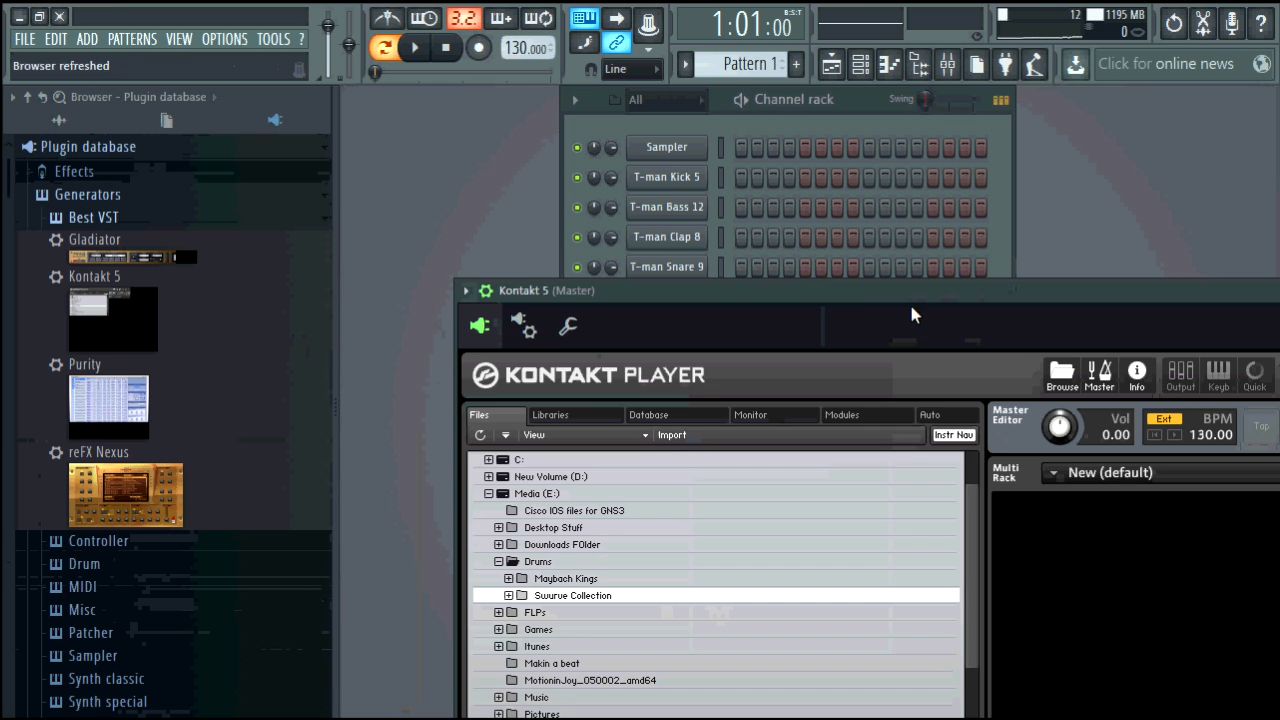 3.2.
130.000
1:01:00
B:S:T
12
1195 MB
0
FILE EDIT ADD PATTERNS VIEW OPTIONS TOOLS ?
Browser refreshed
Line
Pattern 1
+
Click for online news
Browser - Plugin database
All
Channel rack
Swing
Plugin database
Effects
Generators
Best VST
Gladiator
Kontakt 5
Purity
reFX Nexus
Controller
Drum
MIDI
Misc
Patcher
Sampler
Synth classic
Synth special
Sampler
T-man Kick 5
T-man Bass 12
T-man Clap 8
T-man Snare 9
Kontakt 5 (Master)
KONTAKT PLAYER
Browse
Master
Info
Output
Keyb
Quick
Files
Libraries
Database
Monitor
Modules
Auto
View
Import
Instr Nav
Master
Editor
Vol
0.00
Ext
BPM
130.00
Tap
Multi
Rack
New (default)
C:
New Volume (D:)
Media (E:)
Cisco IOS files for GNS3
Desktop Stuff
Downloads FOlder
Drums
Maybach Kings
Swurve Collection
FLPs
Games
Itunes
Makin a beat
MotioninJoy_050002_amd64
Music
Pictures